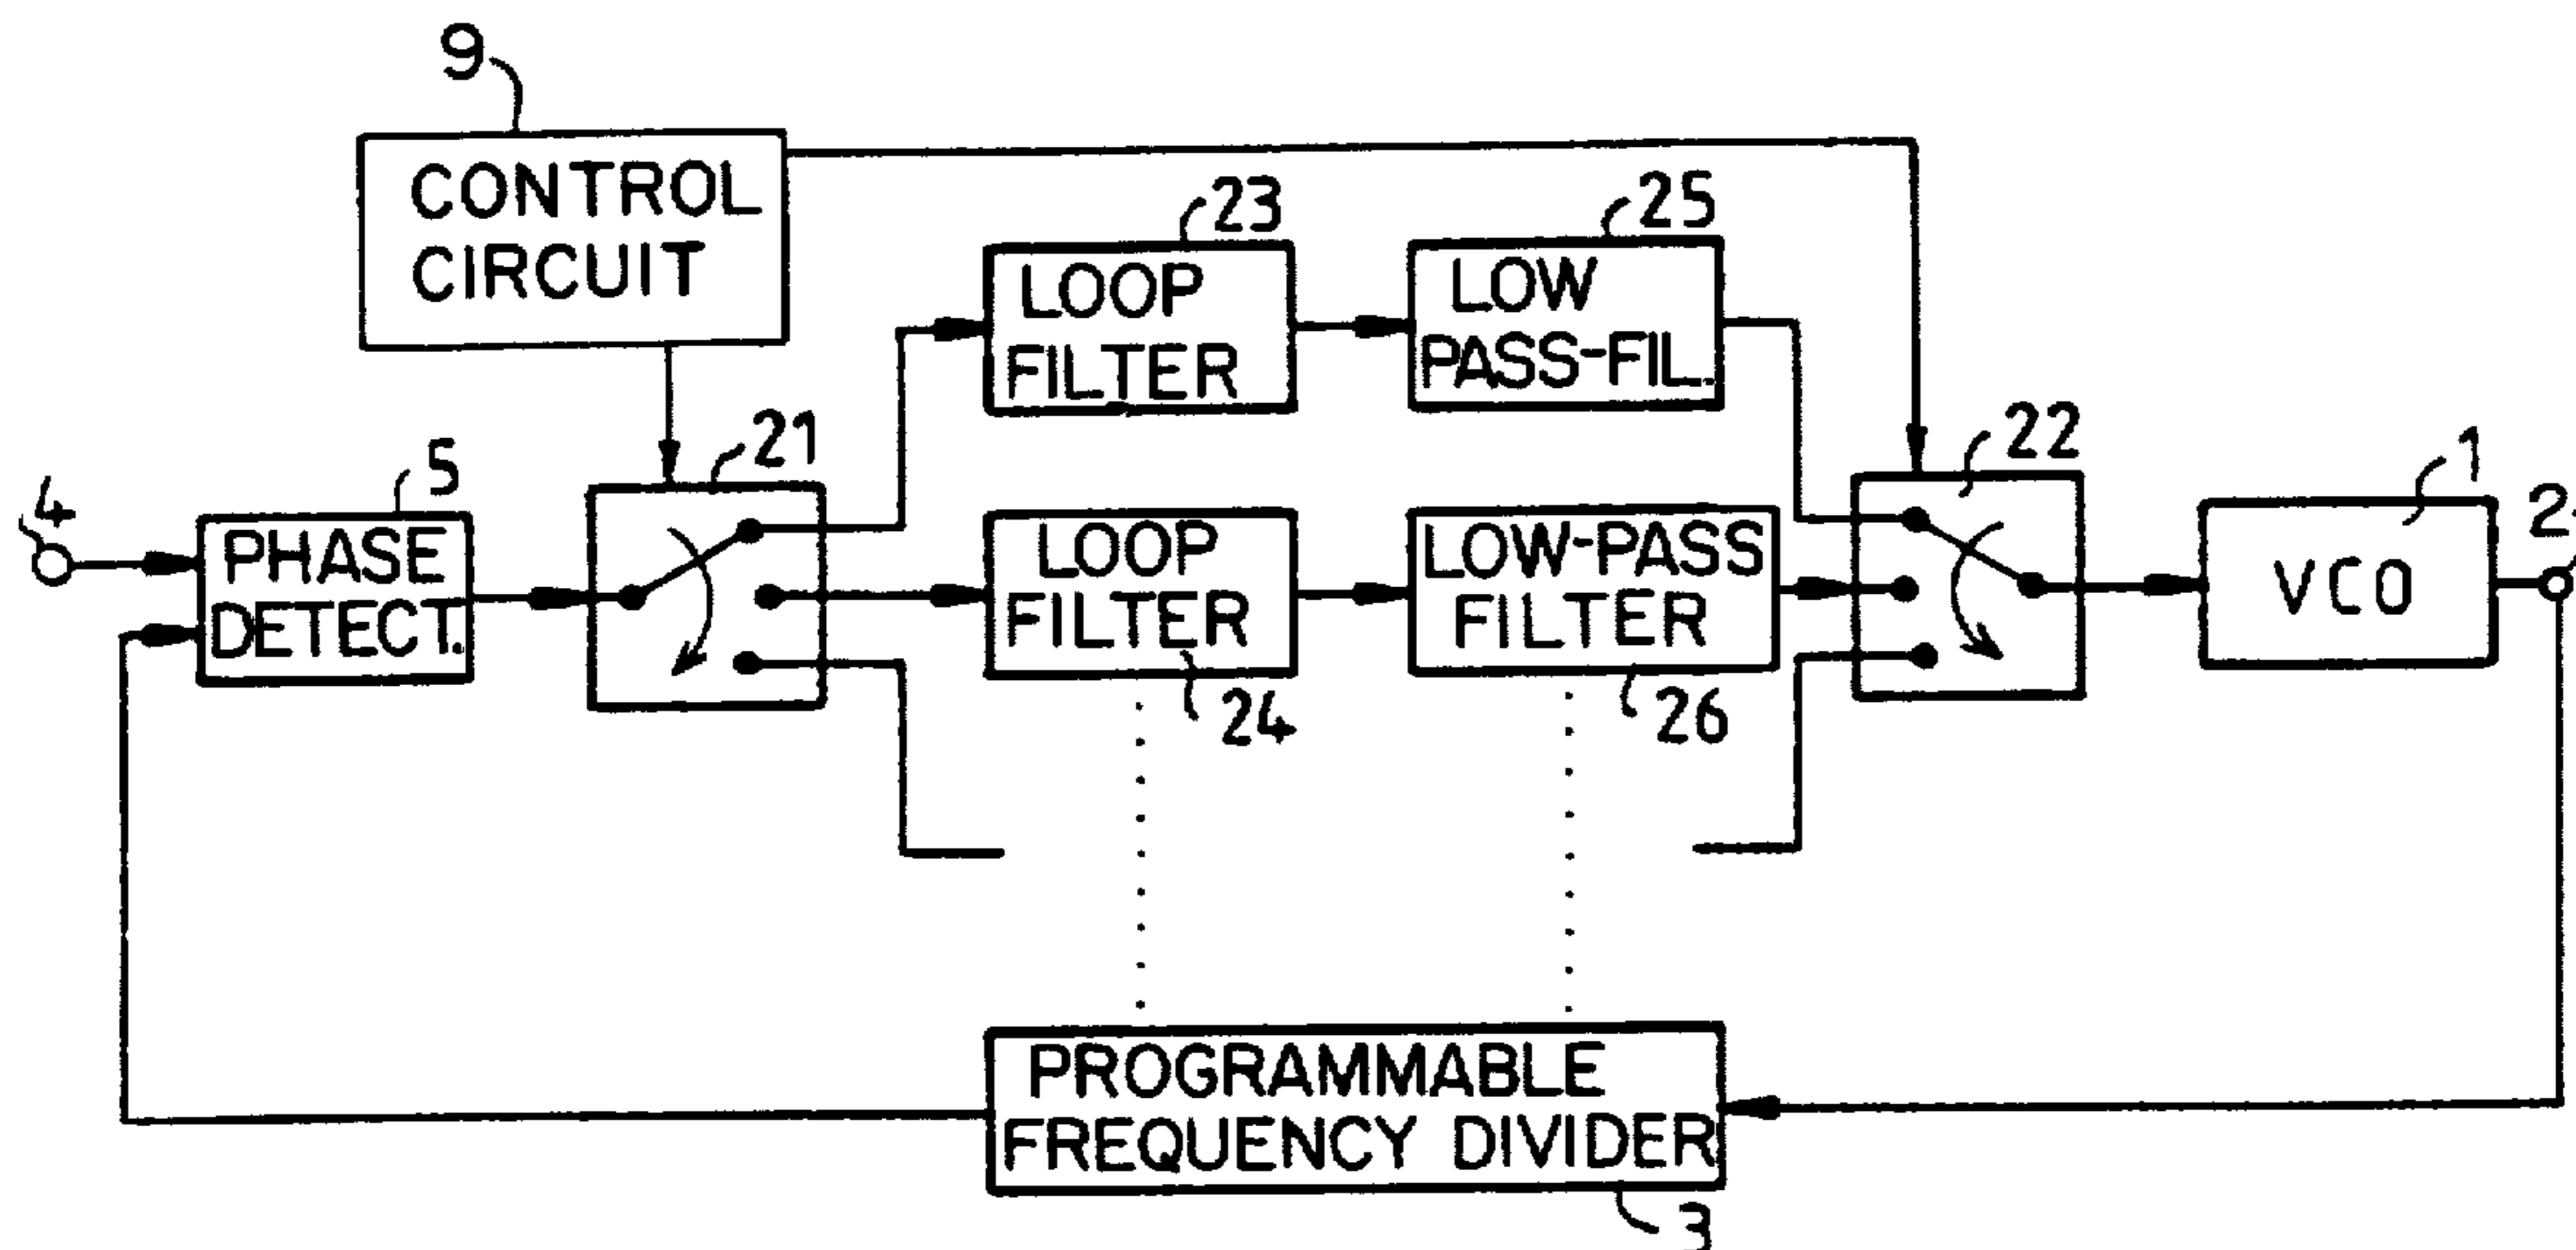 9
CONTROL
CIRCUIT
23
LOOP
FILTER
25
LOW
PASS-FIL.
4
5
PHASE
DETECT.
21
LOOP
FILTER
24
LOW-PASS
FILTER
26
22
1
VCO
2
PROGRAMMABLE
FREQUENCY DIVIDER
3